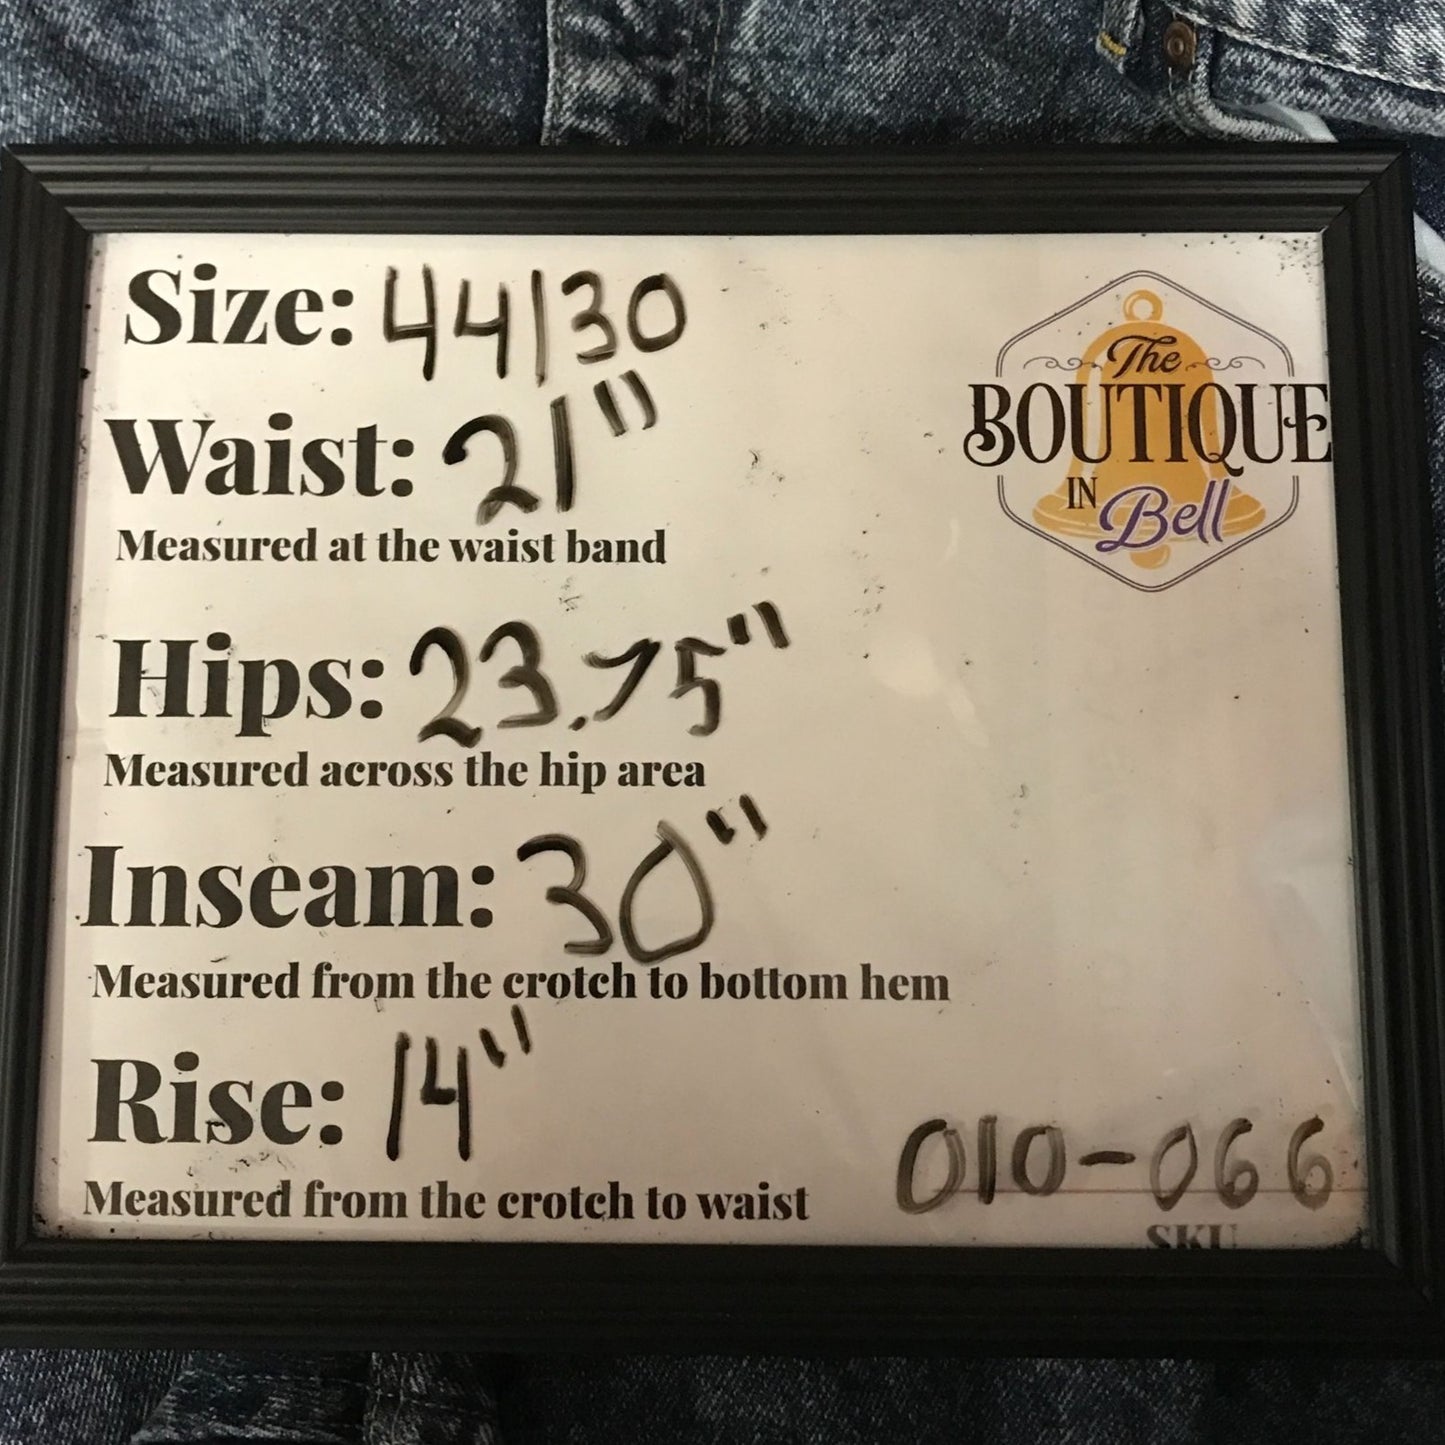 Size: 44|30
The
BOUTIQUE
IN Bell
Waist: 21"
Measured at the waist band
Hips: 23.75"
Measured across the hip area
Inseam: 30"
Measured from the crotch to bottom hem
Rise: 14"
Measured from the crotch to waist
010-066
SKU